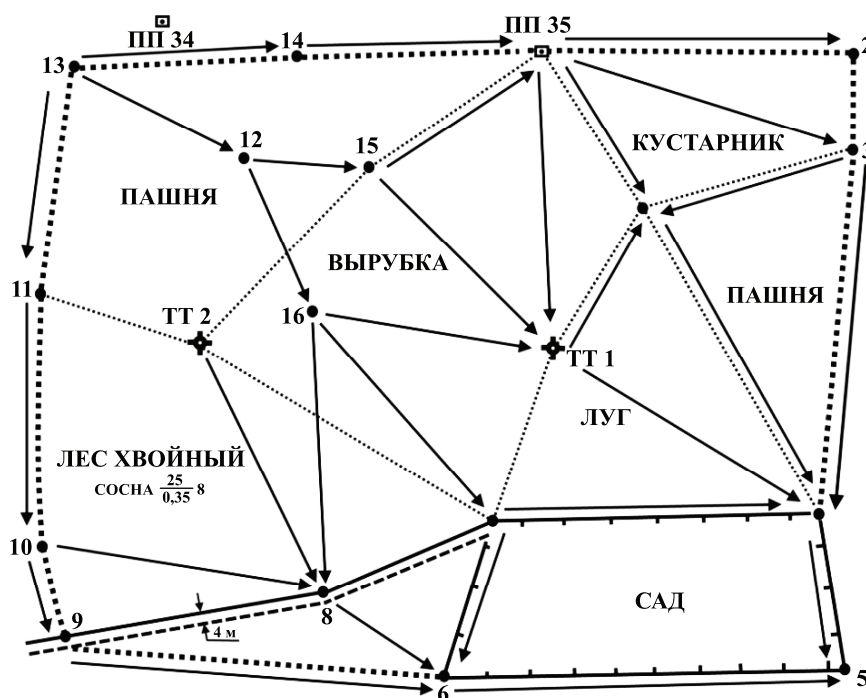 ПП 35
ПП 34
14
2
13
12
15
КУСТАРНИК
3
ПАШНЯ
ВЫРУБКА
11
ТТ 2
16
ПАШНЯ
ТТ 1
ЛУГ
ЛЕС ХВОЙНЫЙ
СОСНА 25/0,35 8
10
9
8
САД
4 м
6
5